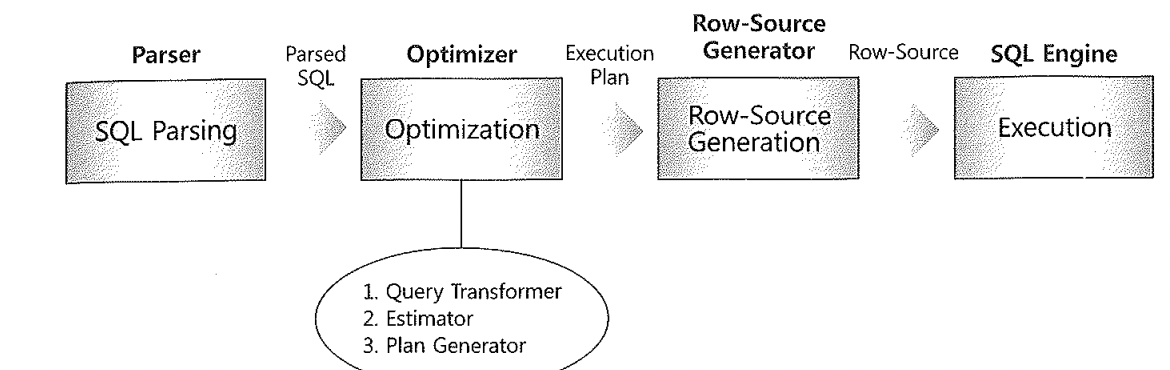 Parser
Parsed
SQL
Optimizer
Execution
Plan
Row-Source
Generator
Row-Source
SQL Engine
SQL Parsing
Optimization
Row-Source
Generation
Execution
1. Query Transformer
2. Estimator
3. Plan Generator